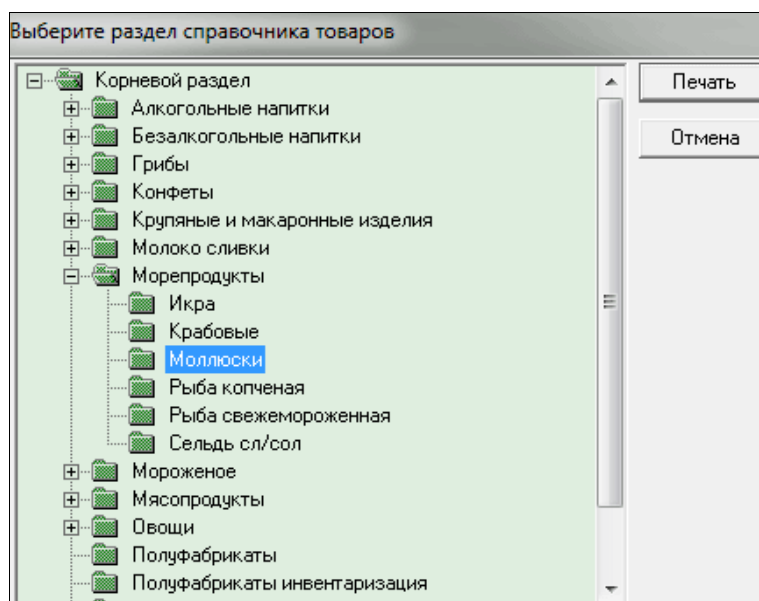 Выберите раздел справочника товаров
Корневой раздел
Печать
Алкогольные напитки
Безалкогольные напитки
Отмена
Грибы
Конфеты
Крупяные и макаронные изделия
Молоко сливки
Морепродукты
Икра
Крабовые
Моллюски
Рыба копченая
Рыба свежемороженная
Сельдь сл/сол
Мороженое
Мясопродукты
Овощи
Полуфабрикаты
Полуфабрикаты инвентаризация